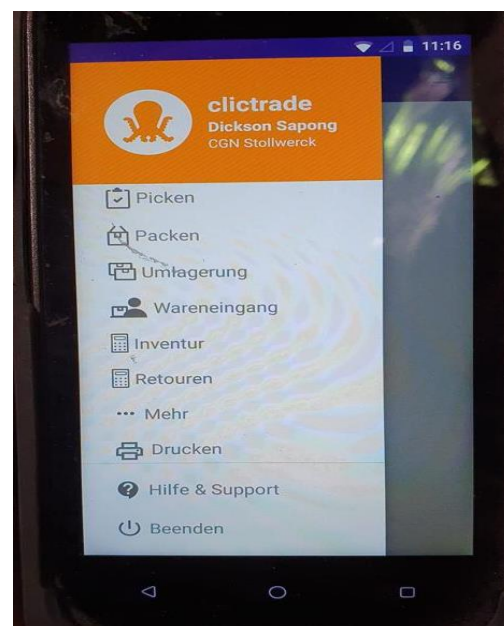 11:16
clictrade
Dickson Sapong
CGN Stollwerck
Picken
Packen
Umlagerung
Wareneingang
Inventur
Retouren
Mehr
Drucken
Hilfe & Support
Beenden